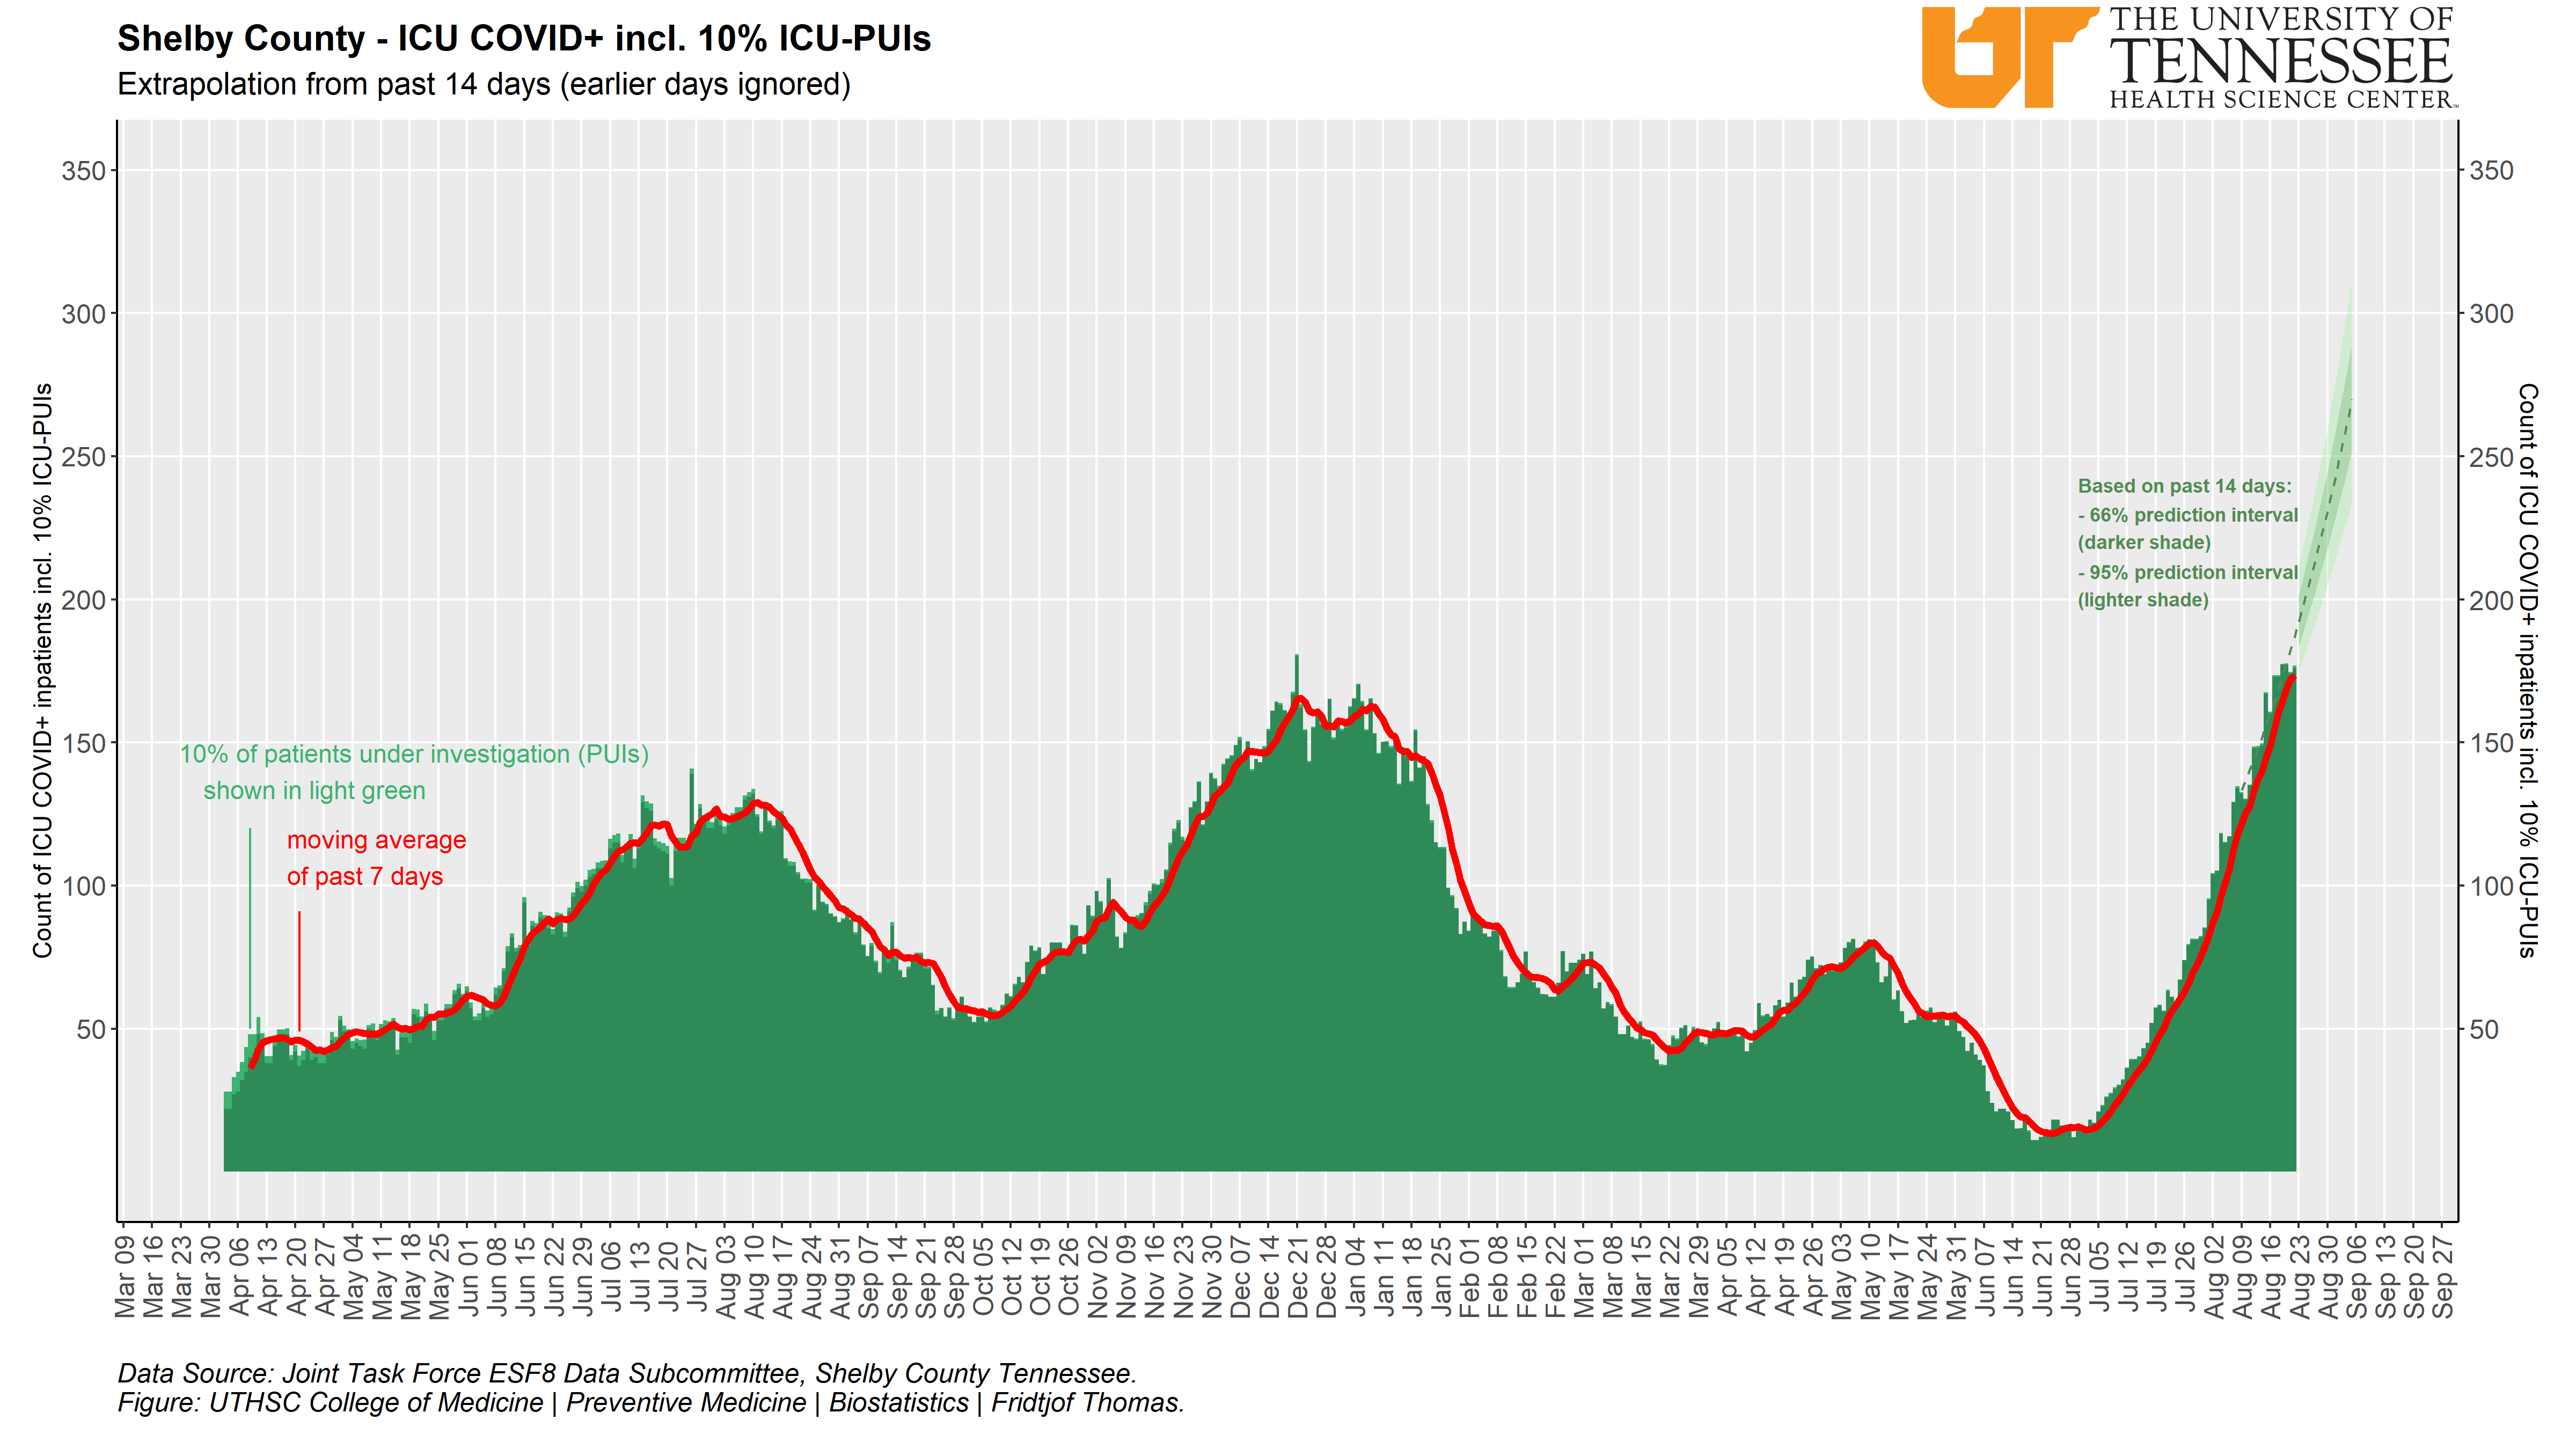 Shelby County - ICU COVID+ incl. 10% ICU-PUIs
Extrapolation from past 14 days (earlier days ignored)
THE UNIVERSITY OF
TENNESSEE
HEALTH SCIENCE CENTER™
Count of ICU COVID+ inpatients incl. 10% ICU-PUIs
350
300
250
200
150
100
50
10% of patients under investigation (PUIs)
shown in light green
moving average
of past 7 days
Based on past 14 days:
- 66% prediction interval
(darker shade)
- 95% prediction interval
(lighter shade)
350
300
250
200
150
100
50
Count of ICU COVID+ inpatients incl. 10% ICU-PUIs
Mar 09
Mar 16
Mar 23
Mar 30
Apr 06
Apr 13
Apr 20
Apr 27
May 04
May 11
May 18
May 25
Jun 01
Jun 08
Jun 15
Jun 22
Jun 29
Jul 06
Jul 13
Jul 20
Jul 27
Aug 03
Aug 10
Aug 17
Aug 24
Aug 31
Sep 07
Sep 14
Sep 21
Sep 28
Oct 05
Oct 12
Oct 19
Oct 26
Nov 02
Nov 09
Nov 16
Nov 23
Nov 30
Dec 07
Dec 14
Dec 21
Dec 28
Jan 04
Jan 11
Jan 18
Jan 25
Feb 01
Feb 08
Feb 15
Feb 22
Mar 01
Mar 08
Mar 15
Mar 22
Mar 29
Apr 05
Apr 12
Apr 19
Apr 26
May 03
May 10
May 17
May 24
May 31
Jun 07
Jun 14
Jun 21
Jun 28
Jul 05
Jul 12
Jul 19
Jul 26
Aug 02
Aug 09
Aug 16
Aug 23
Aug 30
Sep 06
Sep 13
Sep 20
Sep 27
Data Source: Joint Task Force ESF8 Data Subcommittee, Shelby County Tennessee.
Figure: UTHSC College of Medicine | Preventive Medicine | Biostatistics | Fridtjof Thomas.